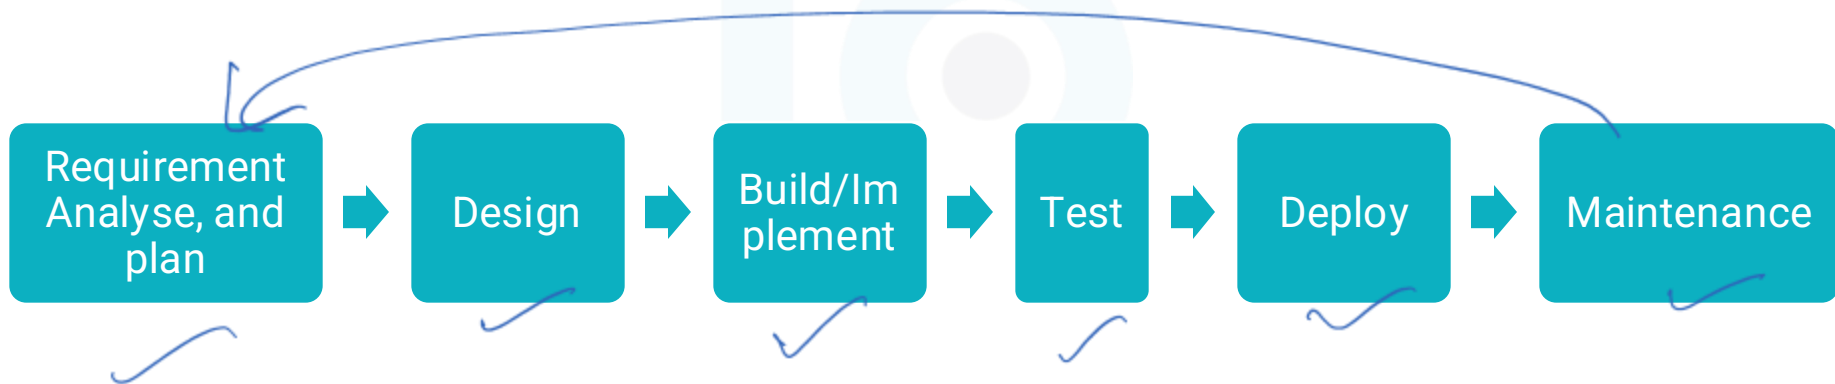 Requirement
Analyse, and
plan
Design
Build/Im
plement
Test
Deploy
Maintenance